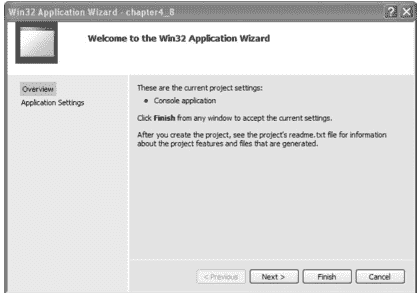 Win32 Application Wizard - chapter4_8
Welcome to the Win32 Application Wizard
Overview
Application Settings
These are the current project settings:
• Console application
Click Finish from any window to accept the current settings.
After you create the project, see the project's readme.txt file for information
about the project features and files that are generated.
< Previous
Next >
Finish
Cancel